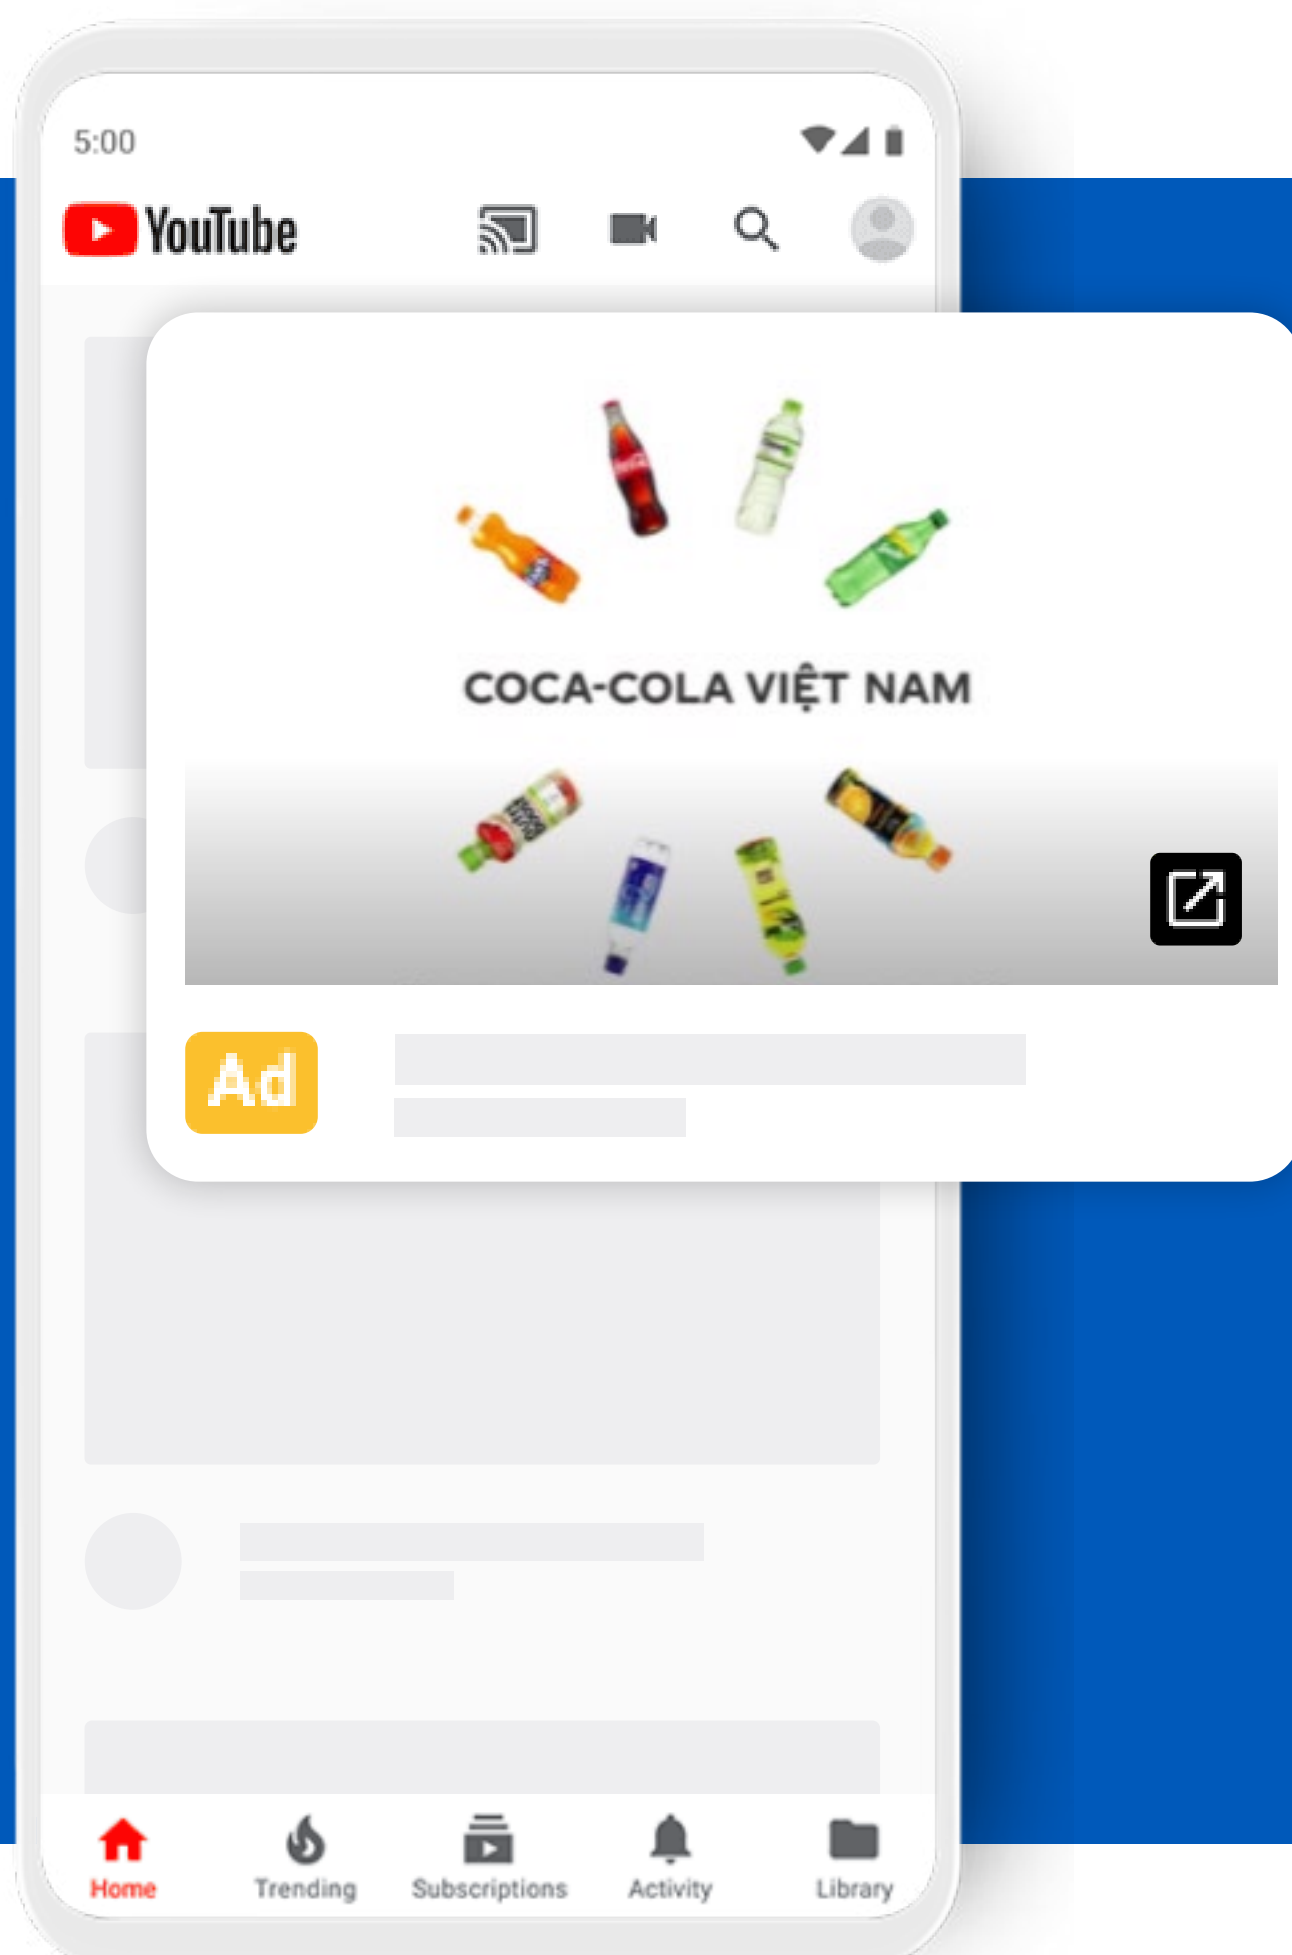 5:00
YouTube
COCA-COLA VIỆT NAM
Ad
Home
Trending
Subscriptions
Activity
Library